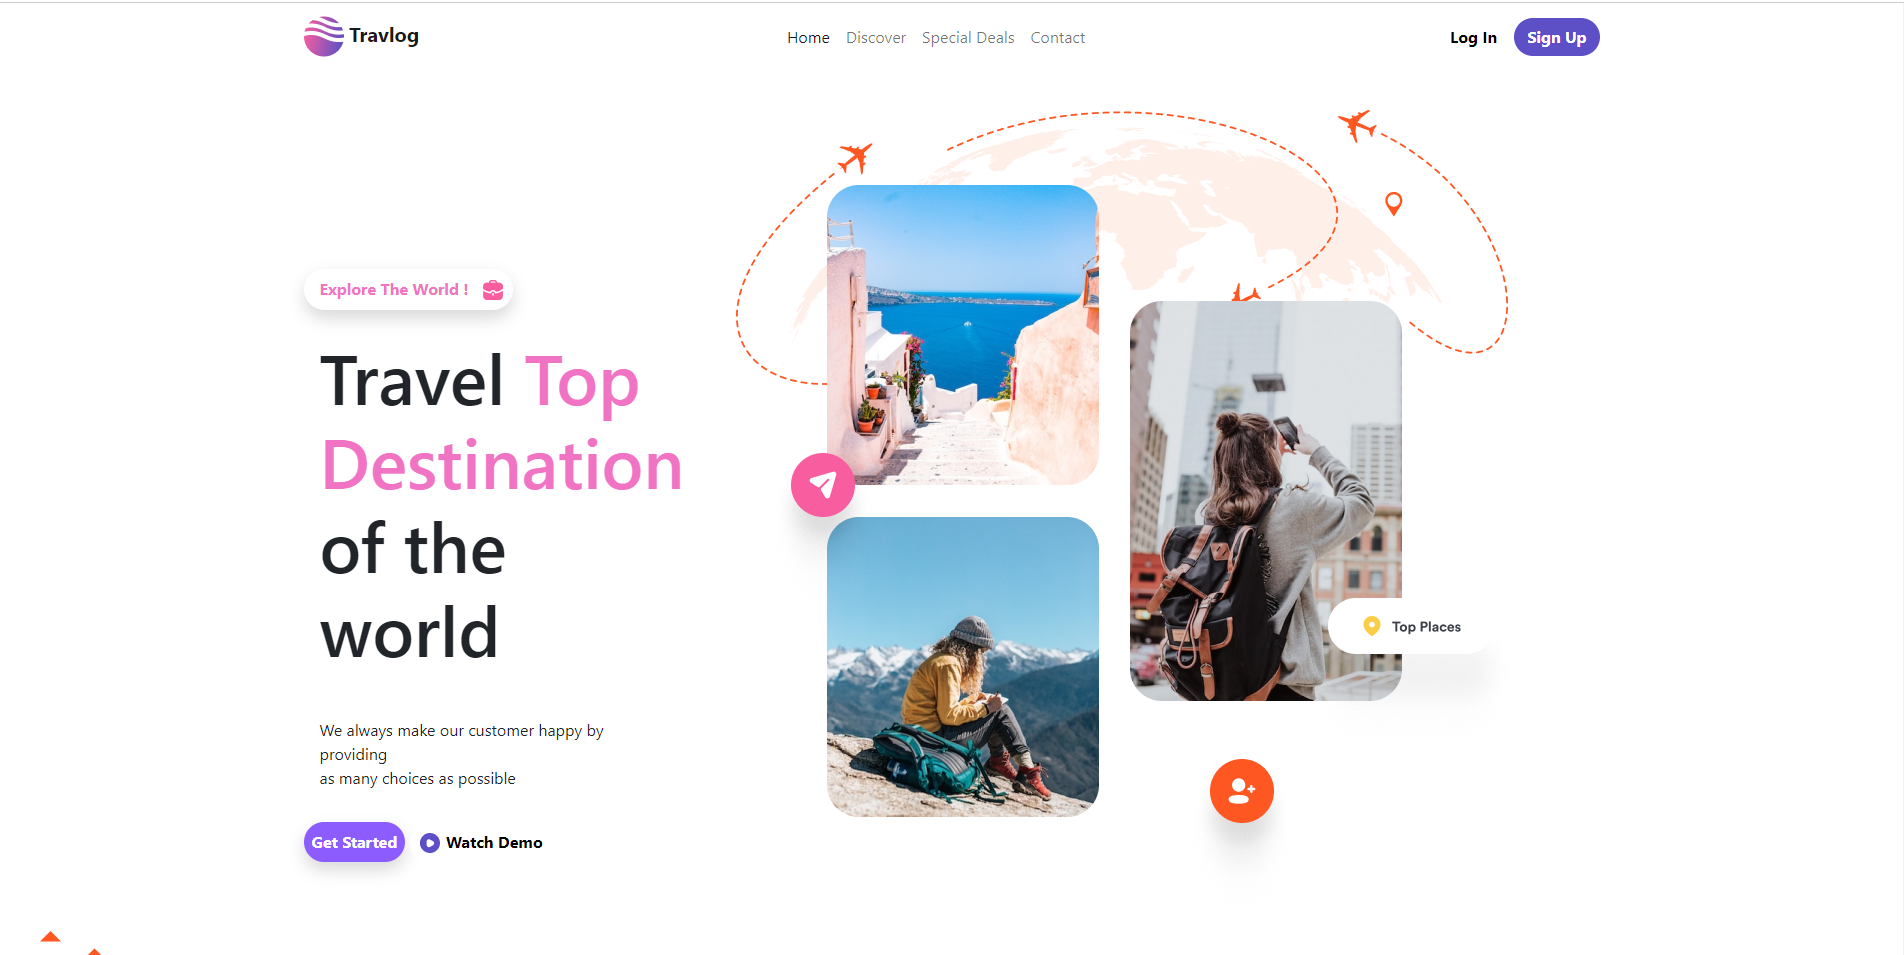 Travlog
Home Discover Special Deals Contact
Log In Sign Up
Explore The World !
Travel Top
Destination
of the
world
Top Places
We always make our customer happy by
providing
as many choices as possible
Get Started Watch Demo